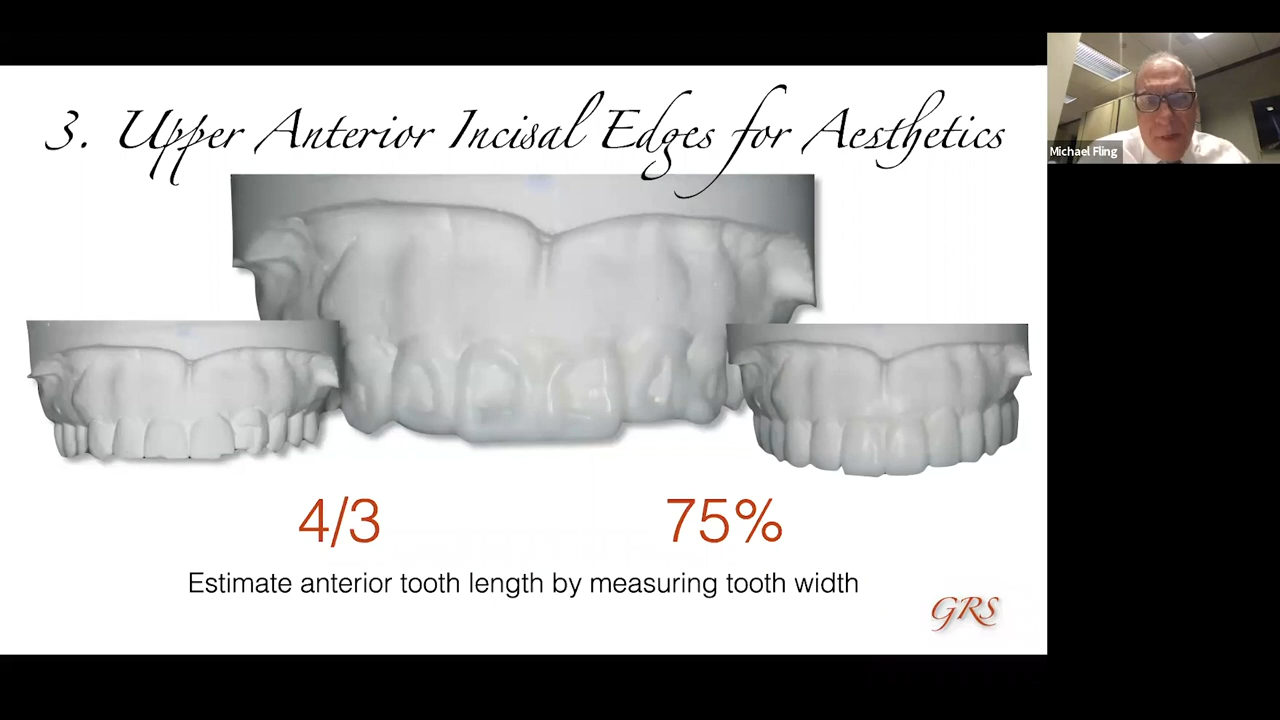 3. Upper Anterior Incisal Edges for Aesthetics
Michael Fling
4/3
75%
Estimate anterior tooth length by measuring tooth width
GRS